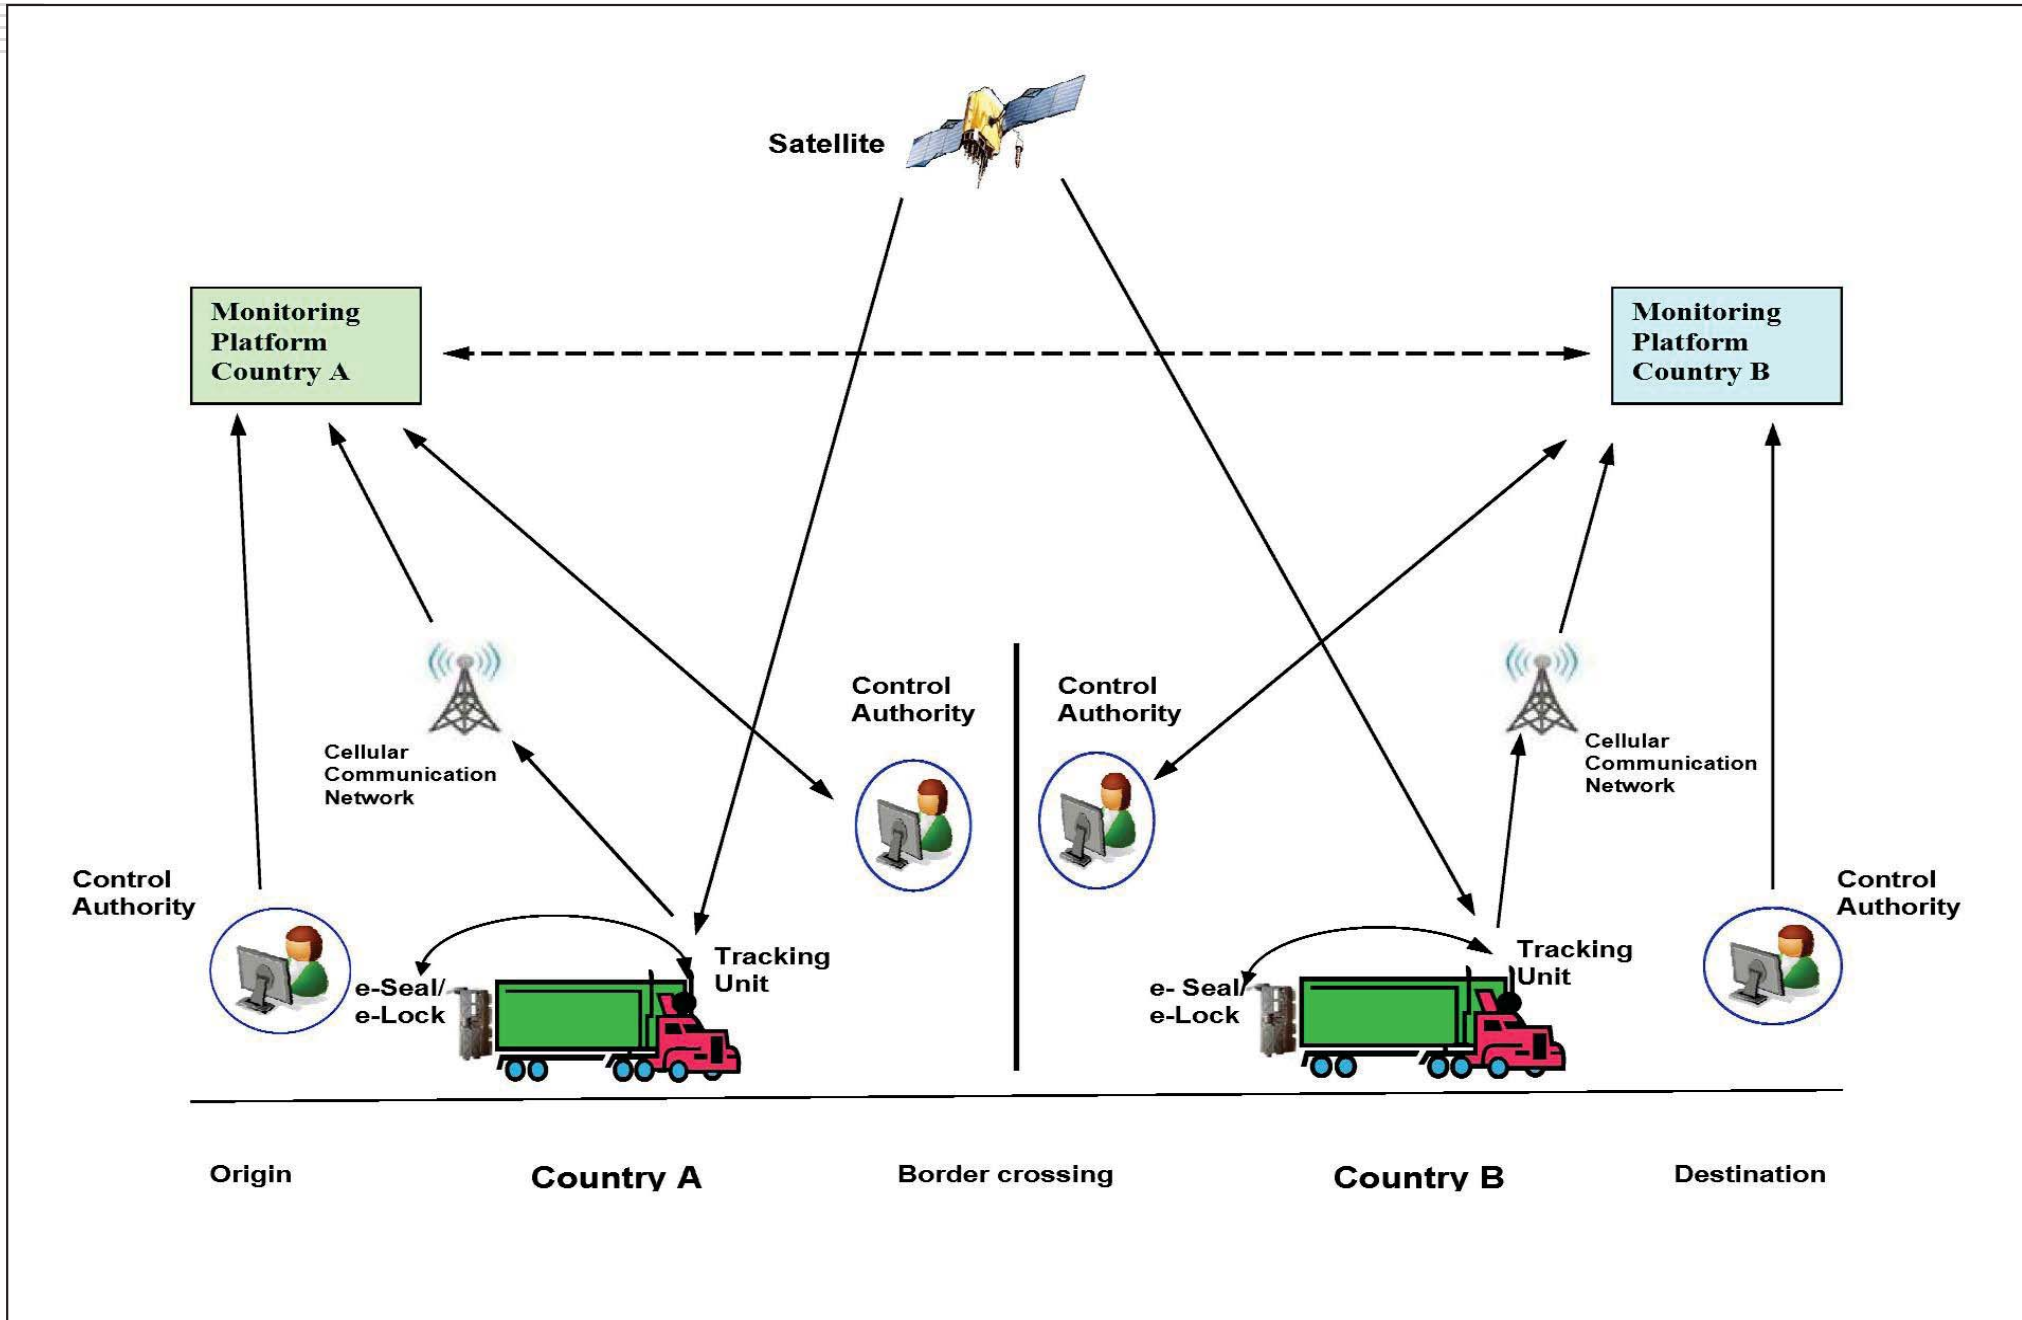 Satellite
Monitoring
Platform
Country A
Monitoring
Platform
Country B
Control
Authority
Control
Authority
Cellular
Communication
Network
Cellular
Communication
Network
Control
Authority
Control
Authority
e-Seal/
e-Lock
Tracking
Unit
e- Seal/
e-Lock
Tracking
Unit
Origin
Country A
Border crossing
Country B
Destination